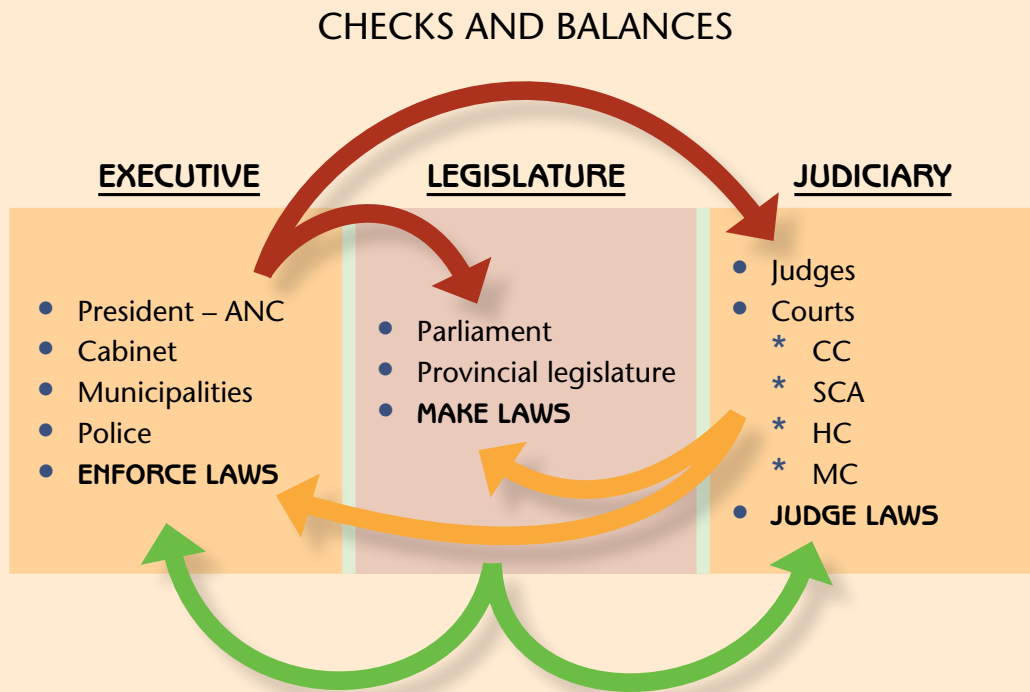 CHECKS AND BALANCES
EXECUTIVE
• President – ANC
• Cabinet
• Municipalities
• Police
• ENFORCE LAWS
LEGISLATURE
• Parliament
• Provincial legislature
• MAKE LAWS
JUDICIARY
• Judges
• Courts
* CC
* SCA
* HC
* MC
• JUDGE LAWS